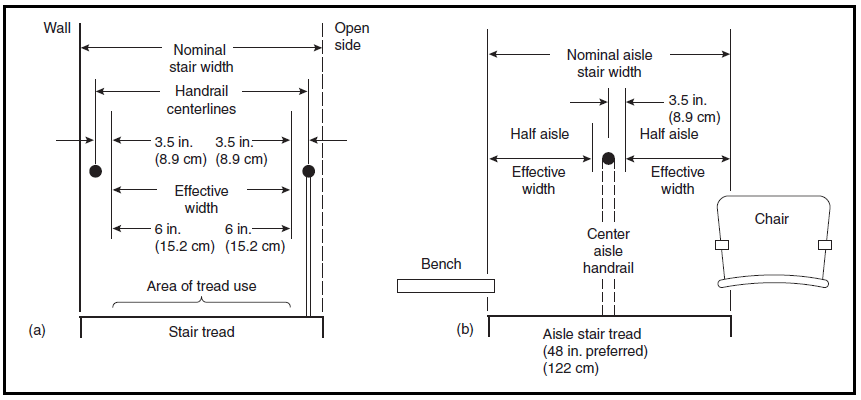 Wall
Open
side
Nominal
stair width
Handrail
centerlines
3.5 in. 3.5 in.
(8.9 cm) (8.9 cm)
Effective
width
6 in. 6 in.
(15.2 cm) (15.2 cm)
Area of tread use
(a)
Stair tread
Nominal aisle
stair width
3.5 in.
(8.9 cm)
Half aisle
Half aisle
Effective
width
Effective
width
Center
aisle
handrail
Bench
Chair
(b)
Aisle stair tread
(48 in. preferred)
(122 cm)